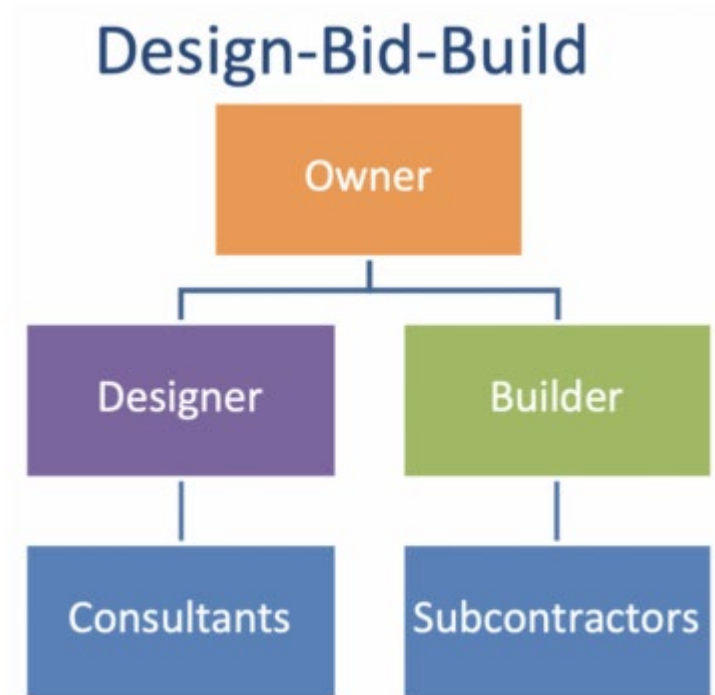 Design-Bid-Build
Owner
Designer
Builder
Consultants
Subcontractors